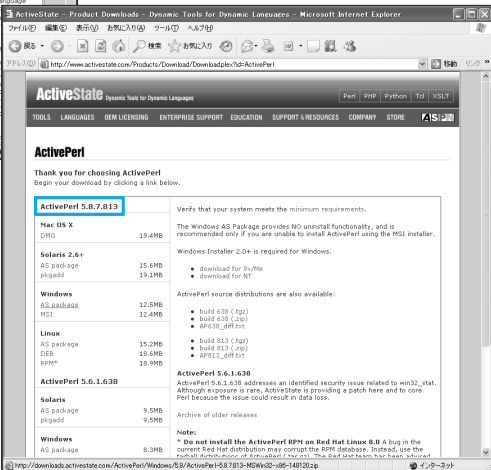 anguage
ActiveState - Product Downloads - Dynamic Tools for Dynamic Languages - Microsoft Internet Explorer
ファイル(F) 編集(E) 表示(V) お気に入り(A) ツール(T) ヘルプ(H)
戻る 検索 お気に入り
アドレス(D) http://www.activestate.com/Products/Download/Download.plex?id=ActivePerl 移動 リンク »
ActiveState Dynamic Tools for Dynamic Languages
Perl PHP Python Tcl XSLT
TOOLS LANGUAGES OEM LICENSING ENTERPRISE SUPPORT EDUCATION SUPPORT & RESOURCES COMPANY STORE ASPN
ActivePerl
Thank you for choosing ActivePerl
Begin your download by clicking a link below.
ActivePerl 5.8.7.813
Mac OS X
DMG 19.4MB
Solaris 2.6+
AS package 15.6MB
pkgadd 19.1MB
Windows
AS package 12.5MB
MSI 12.4MB
Linux
AS package 15.2MB
DEB 18.6MB
RPM* 18.9MB
ActivePerl 5.6.1.638
Solaris
AS package 9.5MB
pkgadd 9.5MB
Windows
AS package 8.3MB
Verify that your system meets the minimum requirements.
The Windows AS Package provides NO uninstall functionality, and is
recommended only if you are unable to install ActivePerl using the MSI installer.
Windows Installer 2.0+ is required for Windows.
• download for 9x/Me
• download for NT
ActivePerl source distributions are also available:
• build 638 (.tgz)
• build 638 (.zip)
• AP638_diff.txt
• build 813 (.tgz)
• build 813 (.zip)
• AP813_diff.txt
ActivePerl 5.6.1.638
ActivePerl 5.6.1.638 addresses an identified security issue related to win32_stat.
Although exposure is rare, ActiveState is providing a patch here and to core
Perl because the issue could result in data loss.
Archive of older releases
Note:
* Do not install the ActivePerl RPM on Red Hat Linux 8.0 A bug in the
current Red Hat distribution may corrupt the RPM database. Instead, use the
tarball distributions of ActivePerl (.tar.gz). The Red Hat team has been advised
http://downloads.activestate.com/ActivePerl/Windows/5.8/ActivePerl-5.8.7.813-MSWin32-x86-148120.zip インターネット